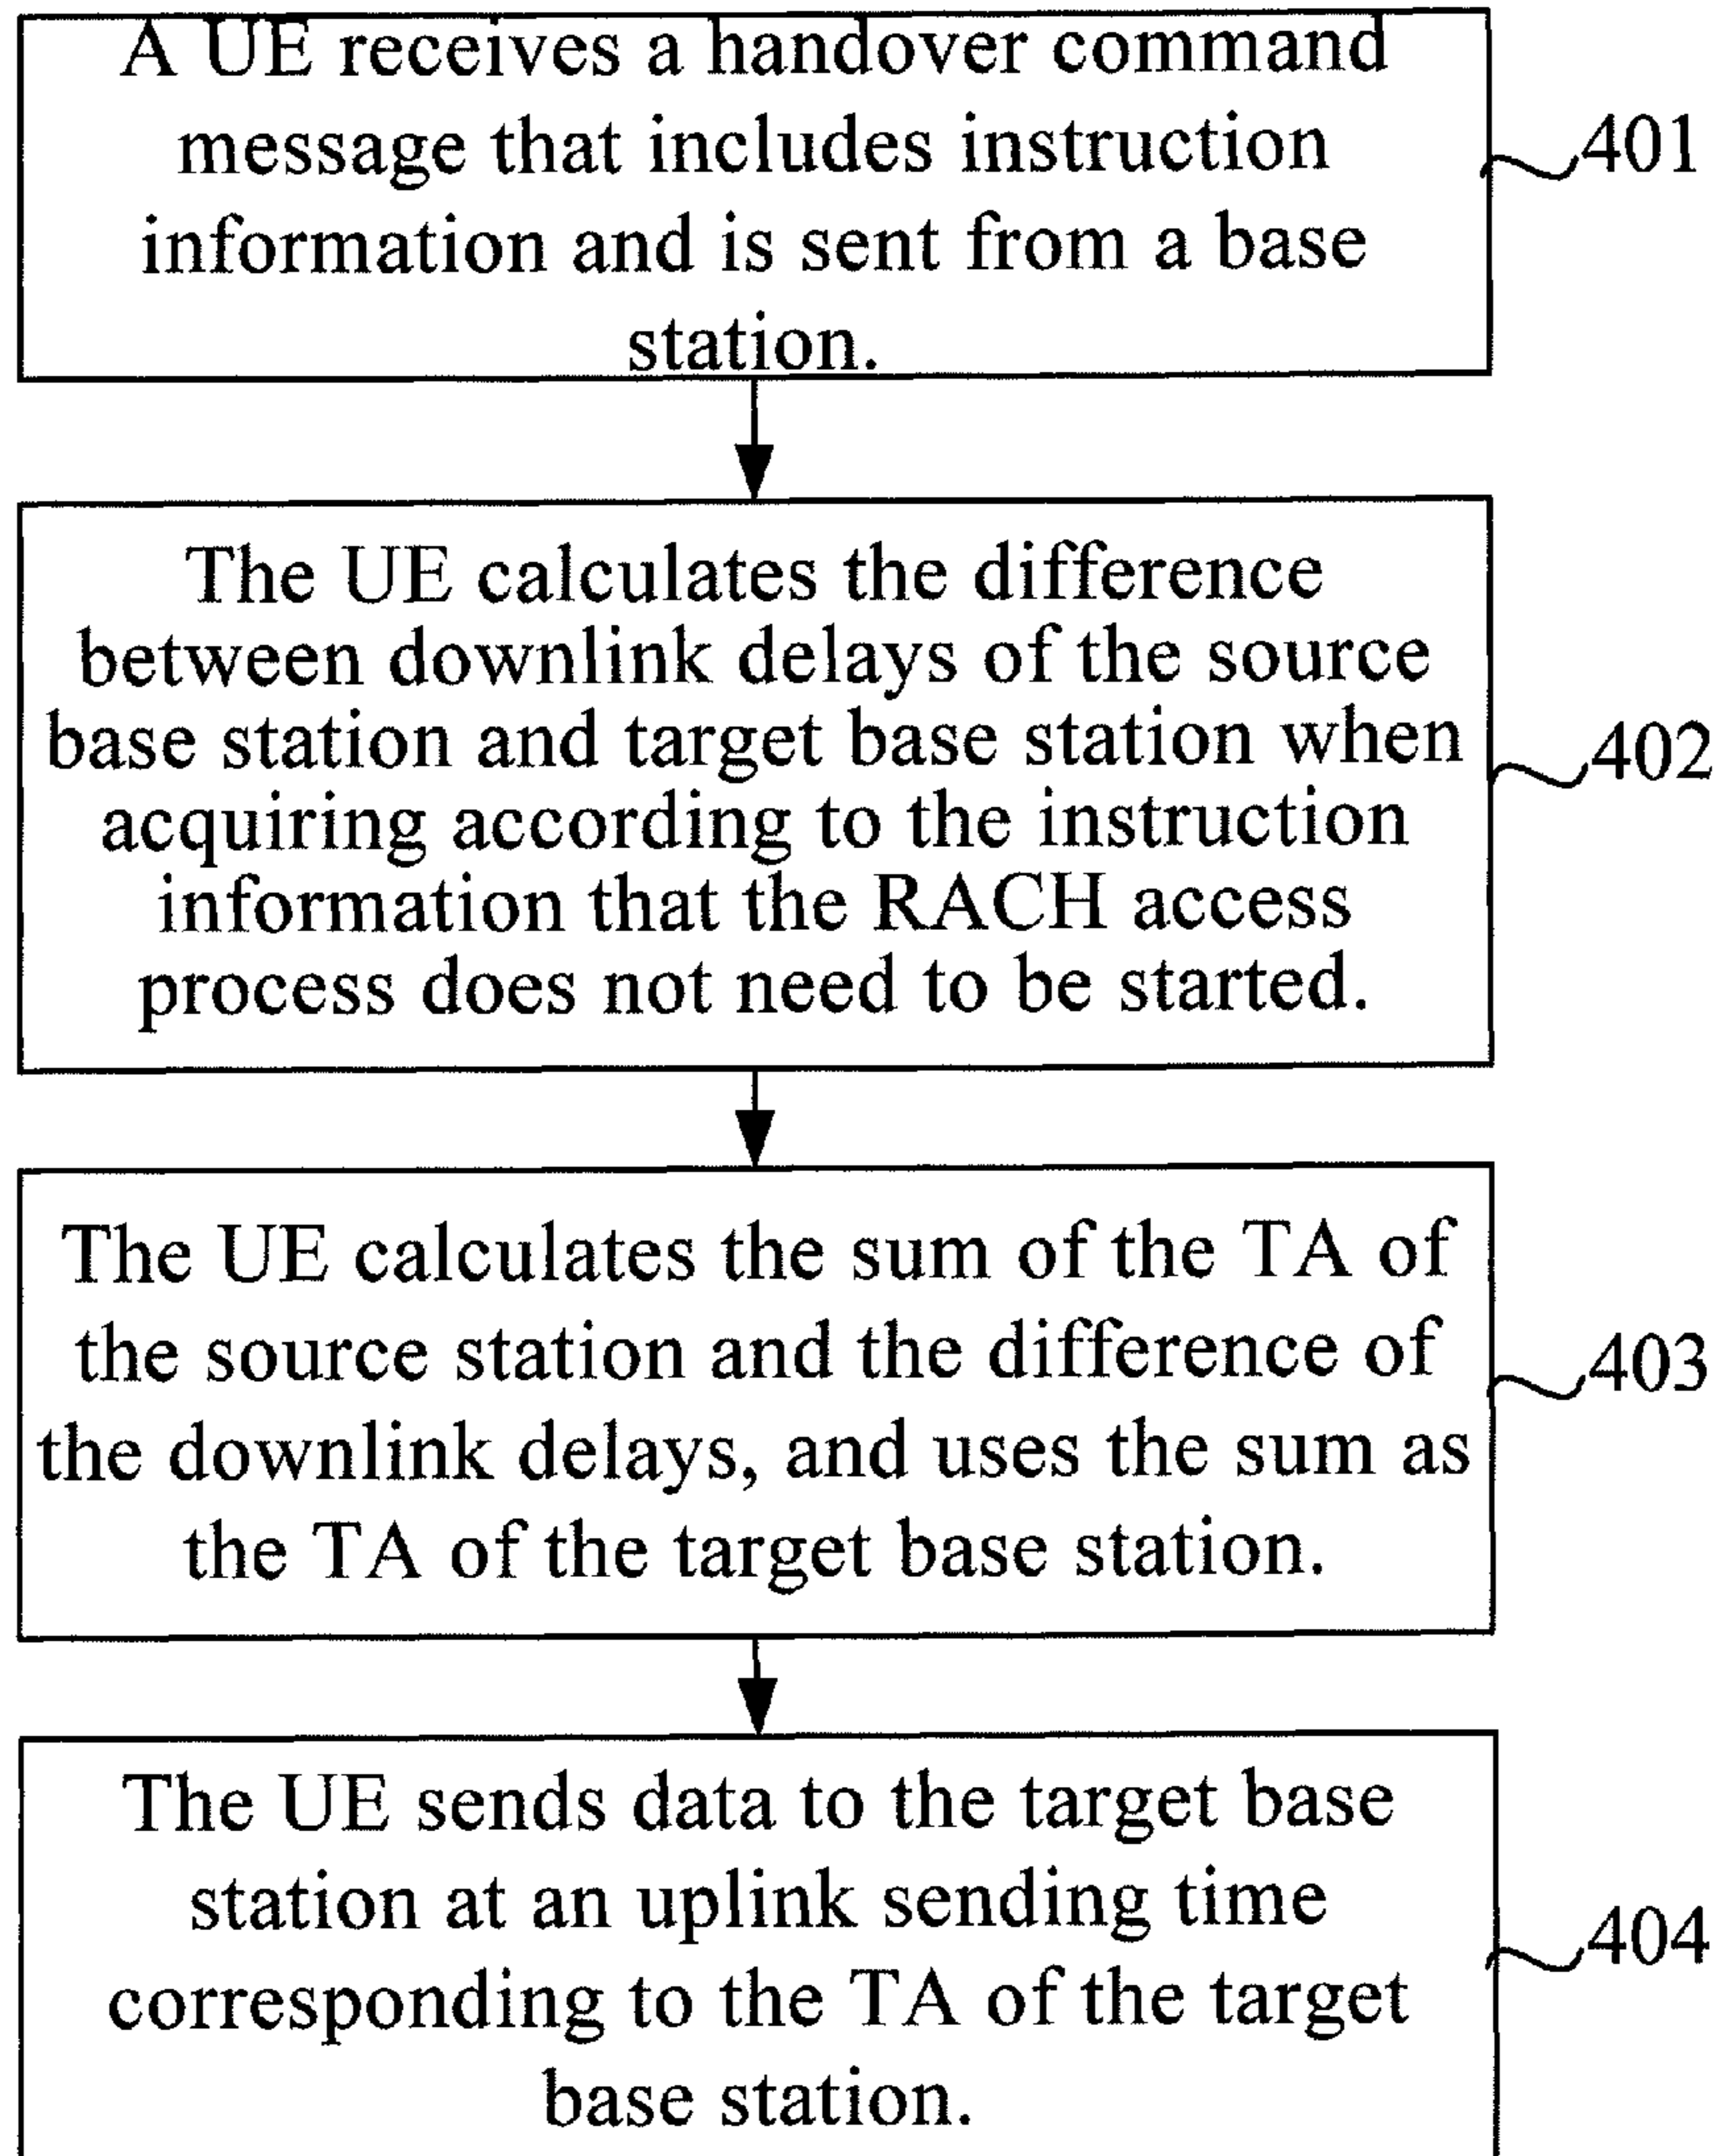 A UE receives a handover command
message that includes instruction
information and is sent from a base
station.
401
The UE calculates the difference
between downlink delays of the source
base station and target base station when
acquiring according to the instruction
information that the RACH access
process does not need to be started.
402
The UE calculates the sum of the TA of
the source station and the difference of
the downlink delays, and uses the sum as
the TA of the target base station.
403
The UE sends data to the target base
station at an uplink sending time
corresponding to the TA of the target
base station.
404